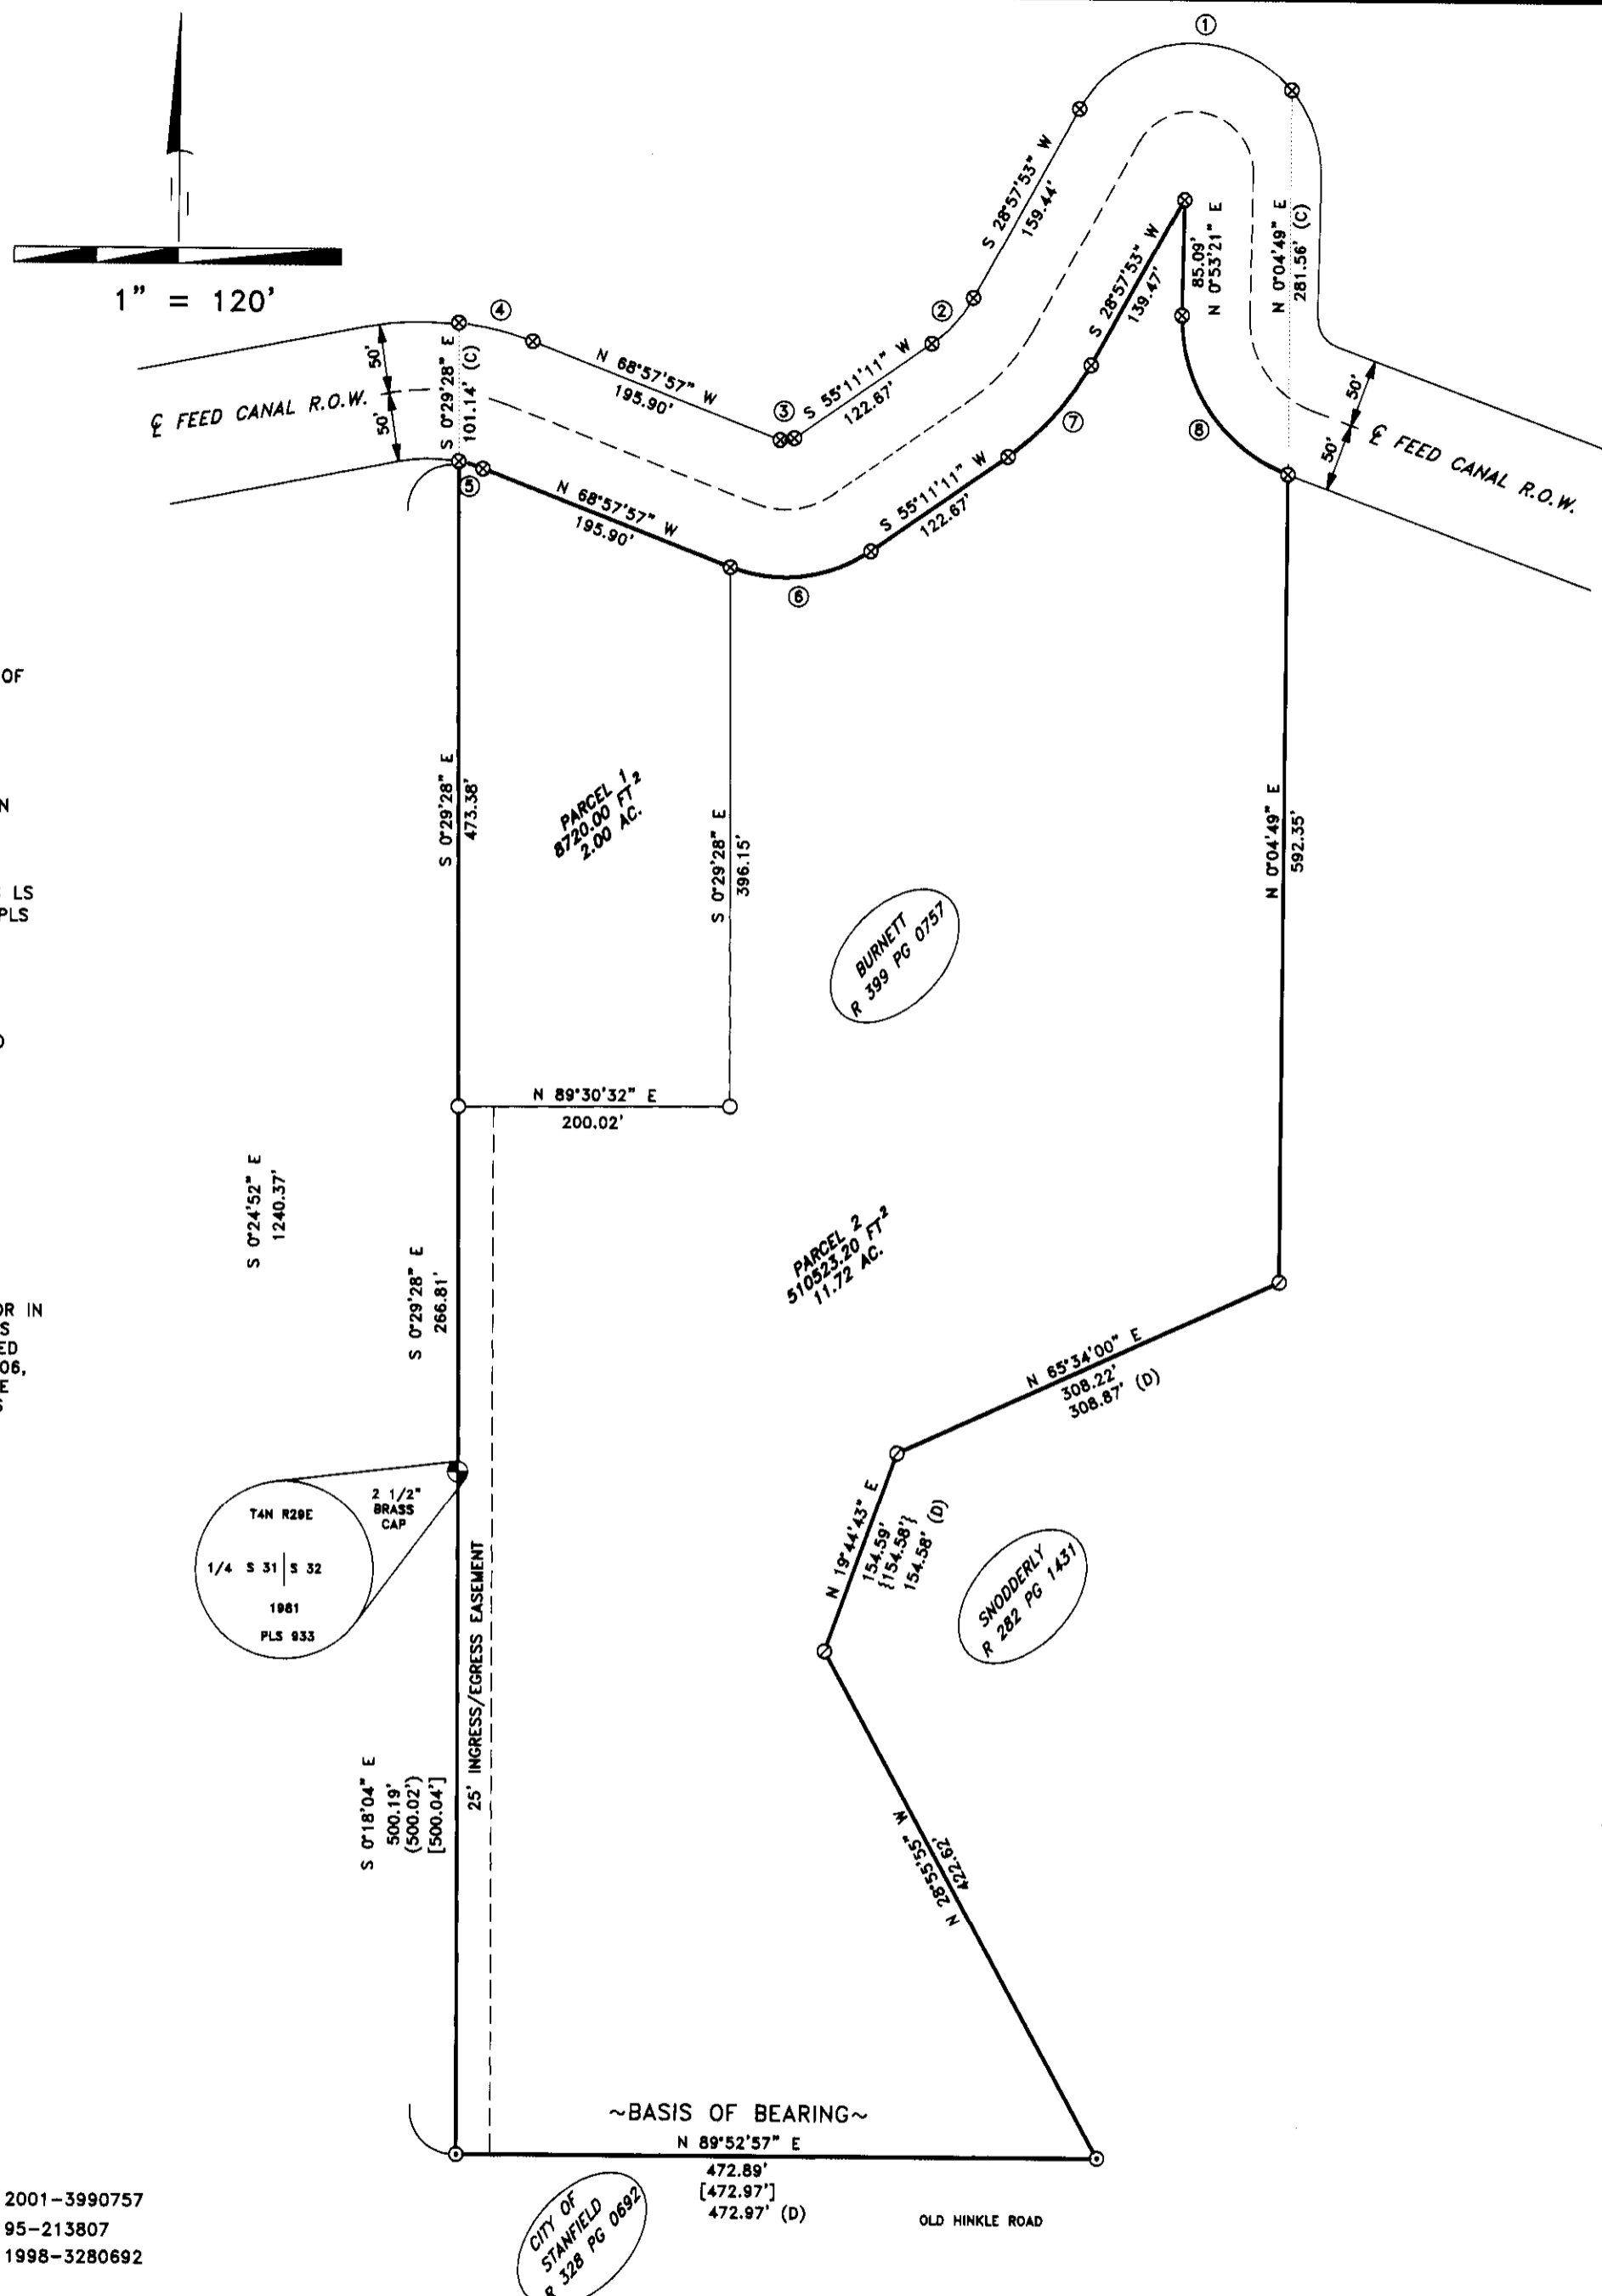 1" = 120'
①
S 28°57'53" W
159.44'
②
③
④
S 55°11'11" W
122.67'
N 68°57'57" W
195.90'
S 0°29'28" E
101.14' (C)
50'
50'
℄ FEED CANAL R.O.W.
85.09'
N 0°53'21" E
N 0°04'49" E
281.56' (C)
S 28°57'53" W
139.47'
⑦
⑧
50'
50'
℄ FEED CANAL R.O.W.
⑤
N 68°57'57" W
195.90'
S 55°11'11" W
122.67'
⑥
OF
N
LS
PLS
S 0°29'28" E
473.38'
PARCEL 1
8720.00 FT²
2.00 AC.
S 0°29'28" E
396.15'
BURNETT
R 399 PG 0757
N 0°04'49" E
592.35'
N 89°30'32" E
200.02'
S 0°24'52" E
1240.37'
S 0°29'28" E
266.81'
PARCEL 2
510523.20 FT²
11.72 AC.
OR IN
S
ED
06,
N 65°34'00" E
308.22'
308.87' (D)
N 19°44'43" E
154.59'
{154.58'}
154.58' (D)
SNODDERLY
R 282 PG 1431
2 1/2"
BRASS
CAP
T4N R29E
1/4 S 31 S 32
1981
PLS 933
25' INGRESS/EGRESS EASEMENT
S 0°18'04" E
500.19'
(500.02')
[500.04']
N 28°55'55" W
422.62'
~BASIS OF BEARING~
N 89°52'57" E
472.89'
[472.97']
472.97' (D)
OLD HINKLE ROAD
CITY OF
STANFIELD
R 328 PG 0692
2001-3990757
95-213807
1998-3280692